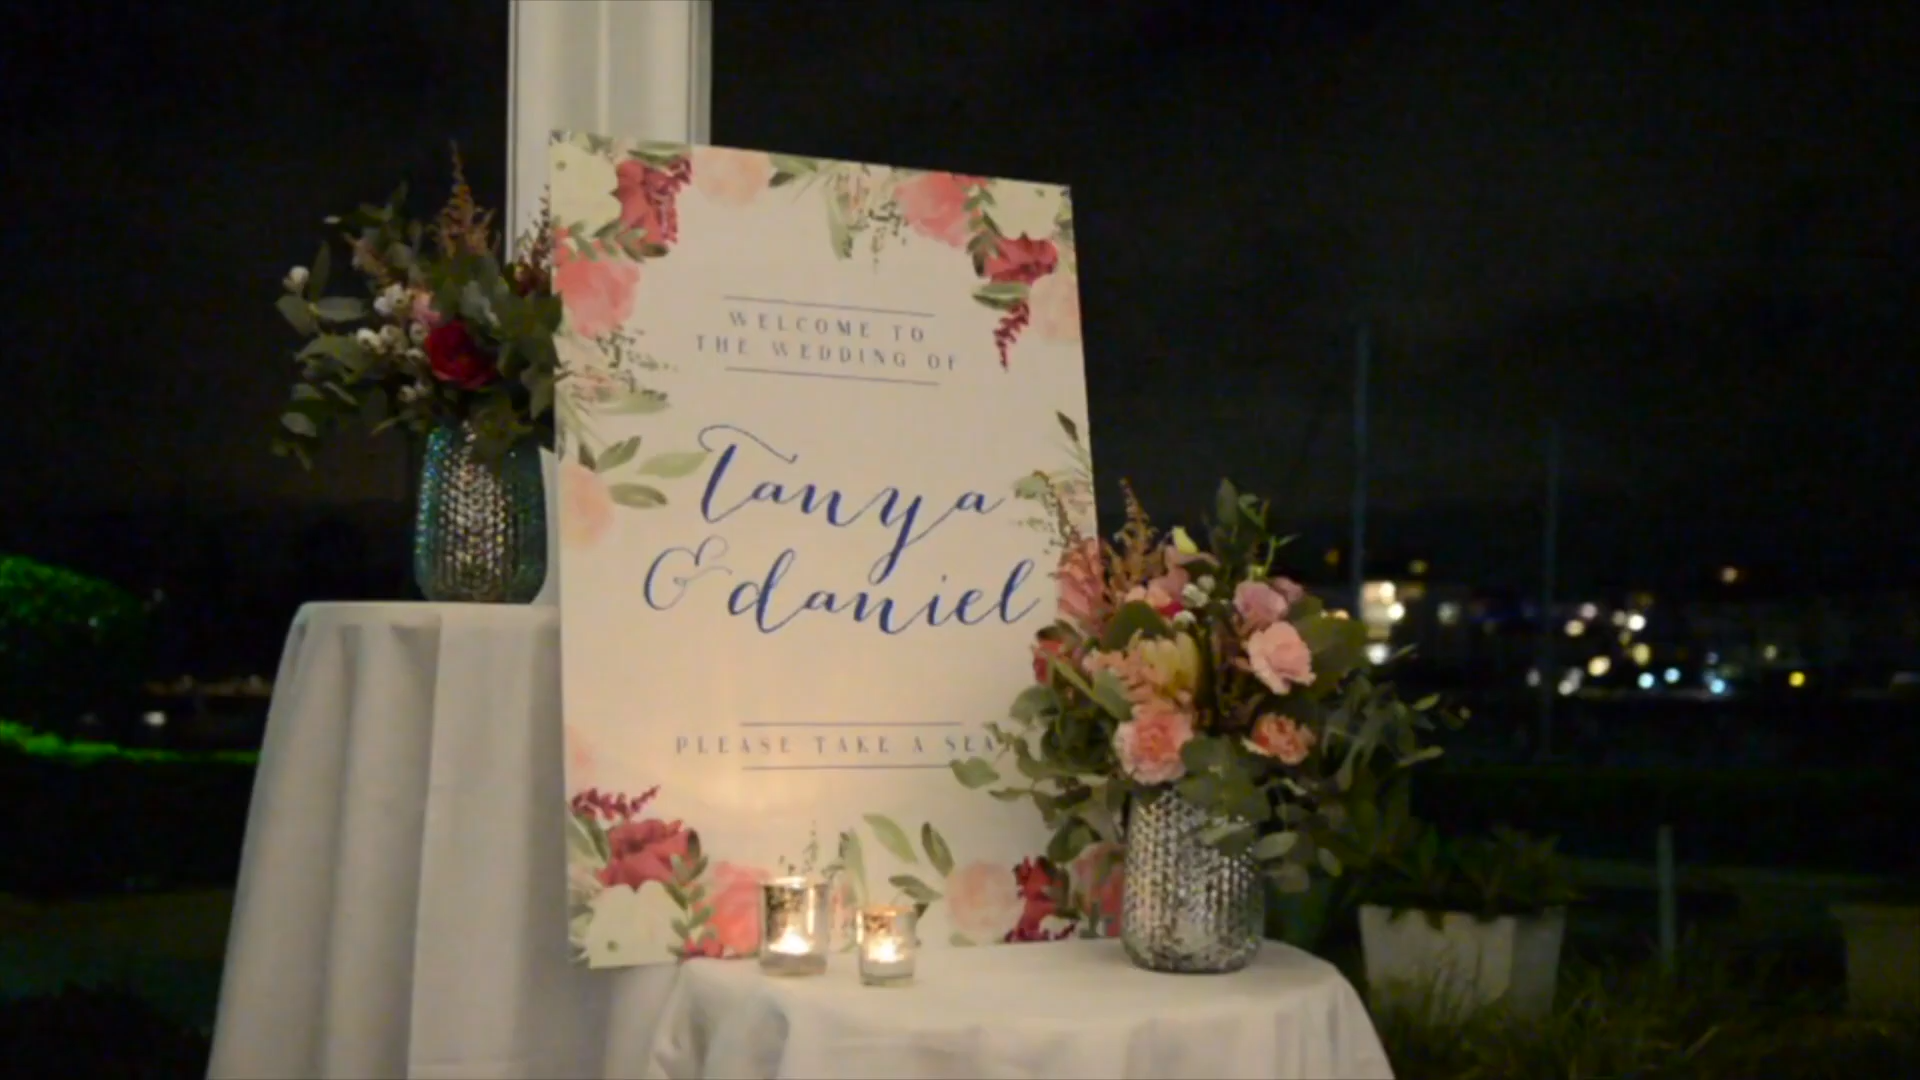 WELCOME TO
THE WEDDING OF
Tanya
& daniel
PLEASE TAKE A SEA